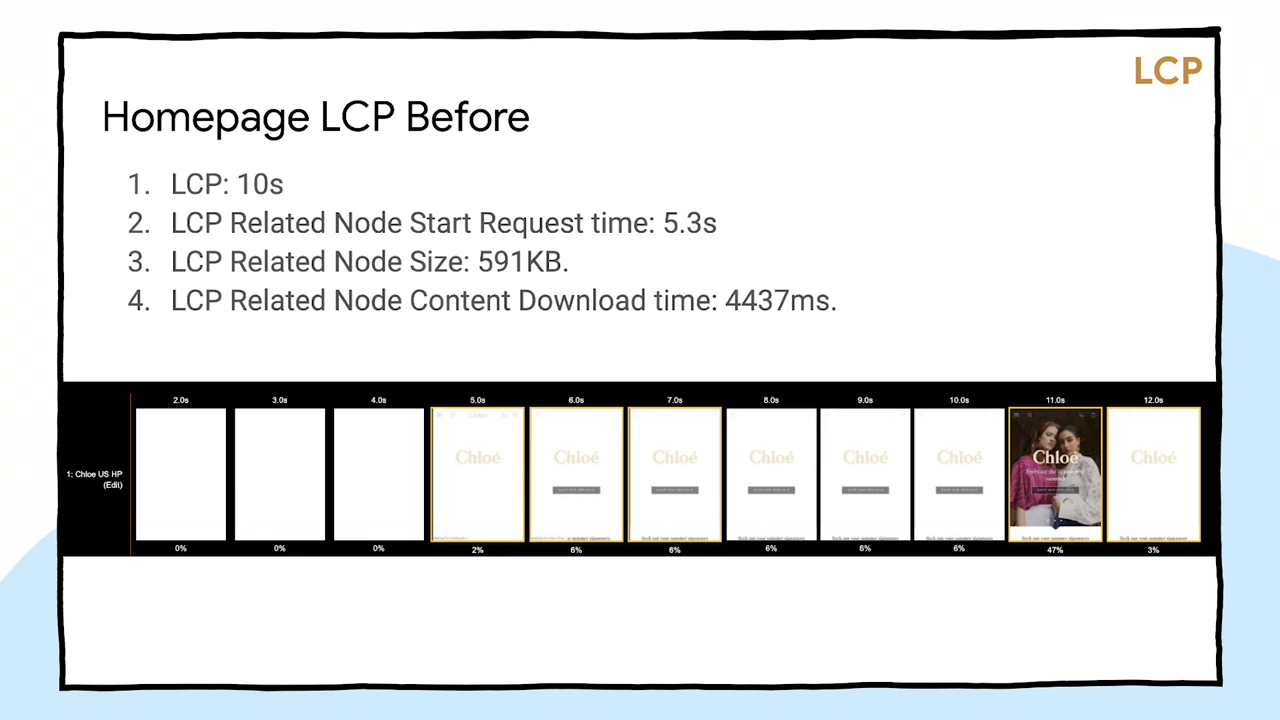 LCP
Homepage LCP Before
1. LCP: 10s
2. LCP Related Node Start Request time: 5.3s
3. LCP Related Node Size: 591KB.
4. LCP Related Node Content Download time: 4437ms.
2.0s 3.0s 4.0s 5.0s 6.0s 7.0s 8.0s 9.0s 10.0s 11.0s 12.0s
Chloé Chloé Chloé Chloé Chloé Chloé Chloé Chloé
1: Chloe US HP
(Edit)
0% 0% 0% 2% 6% 6% 6% 6% 6% 47% 3%